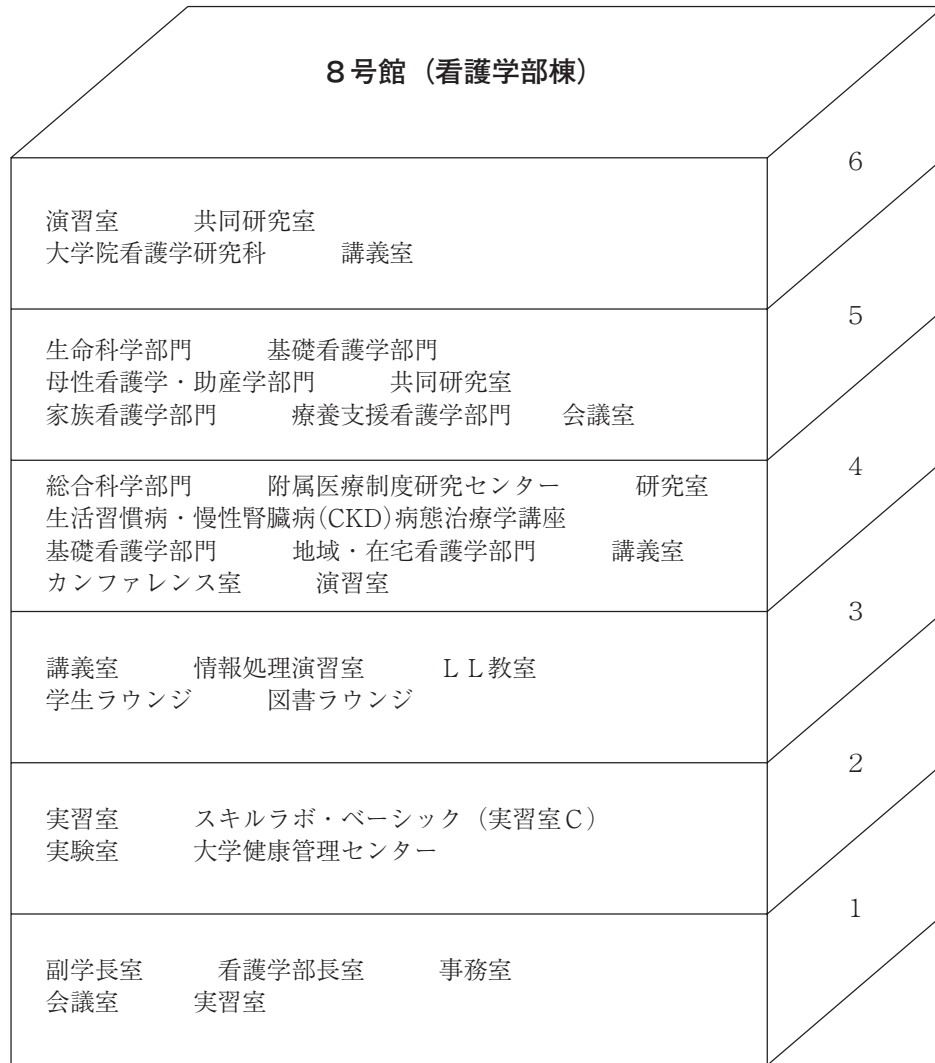 8号館（看護学部棟）
6
演習室　共同研究室
大学院看護学研究科　講義室
5
生命科学部門　基礎看護学部門
母性看護学・助産学部門　共同研究室
家族看護学部門　療養支援看護学部門　会議室
4
総合科学部門　附属医療制度研究センター　研究室
生活習慣病・慢性腎臓病(CKD)病態治療学講座
基礎看護学部門　地域・在宅看護学部門　講義室
カンファレンス室　演習室
3
講義室　情報処理演習室　ＬＬ教室
学生ラウンジ　図書ラウンジ
2
実習室　スキルラボ・ベーシック（実習室Ｃ）
実験室　大学健康管理センター
1
副学長室　看護学部長室　事務室
会議室　実習室